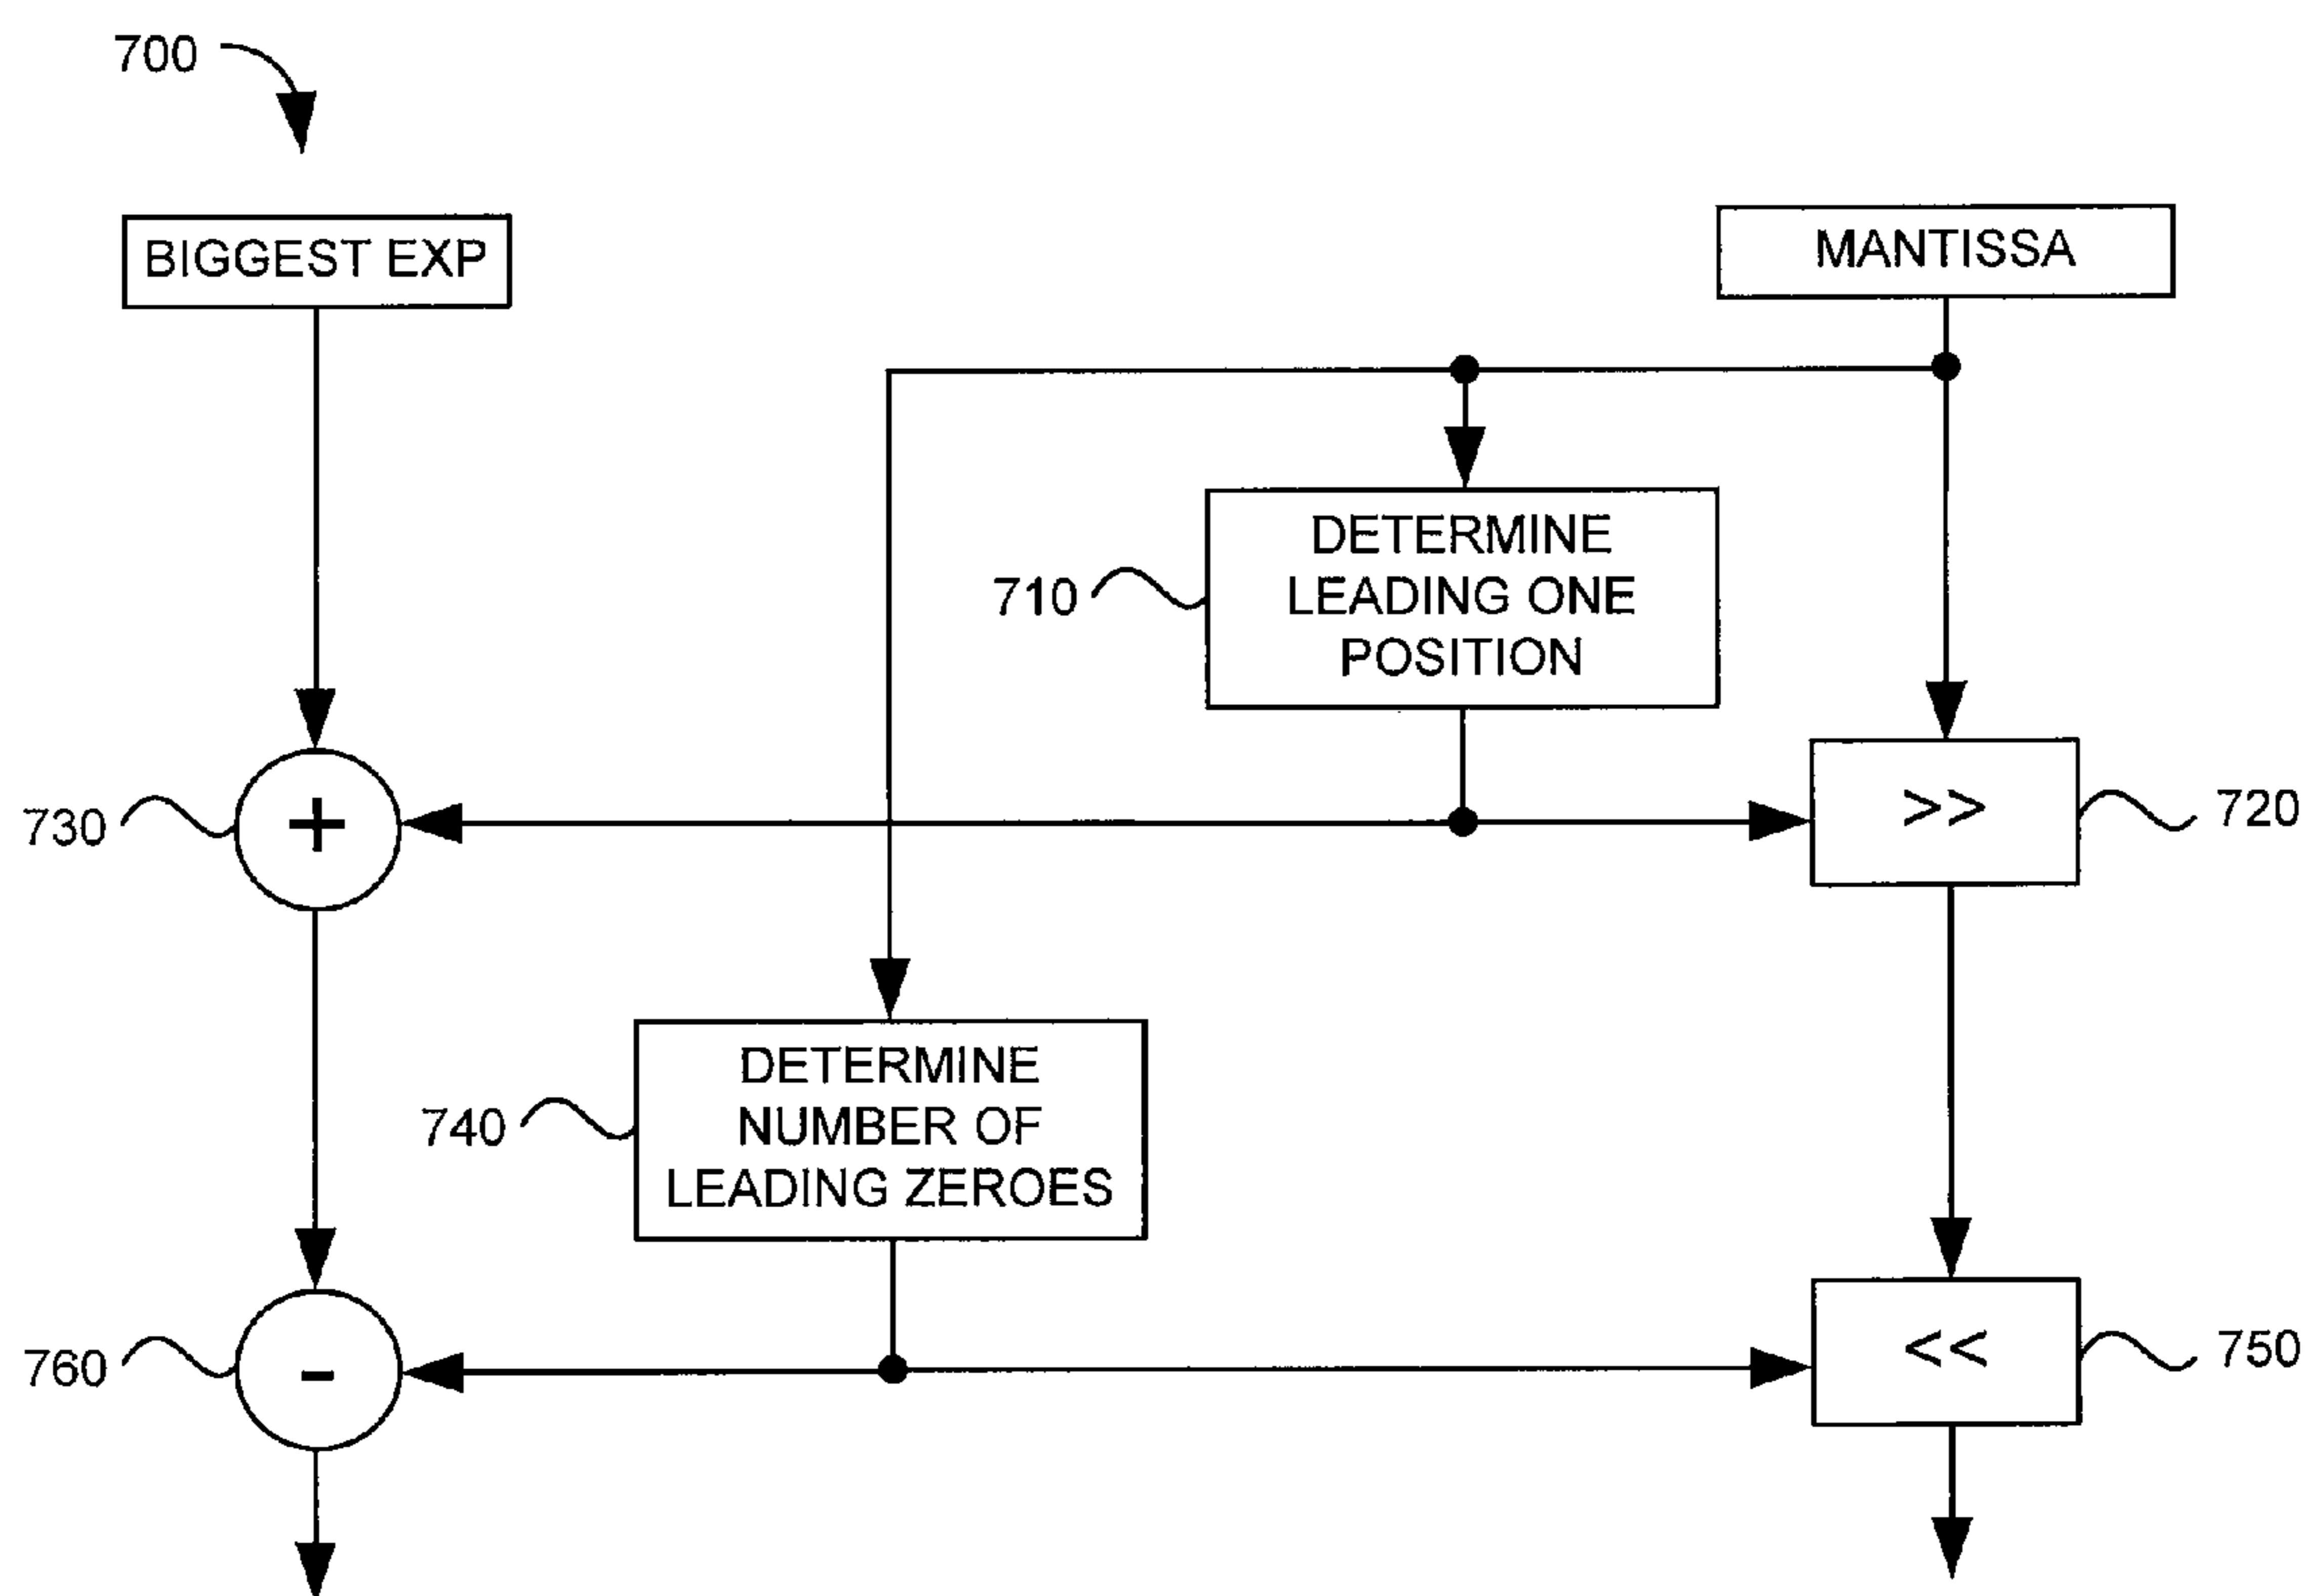 700
BIGGEST EXP
MANTISSA
710
DETERMINE
LEADING ONE
POSITION
730
+
>>
720
740
DETERMINE
NUMBER OF
LEADING ZEROES
760
-
<<
750